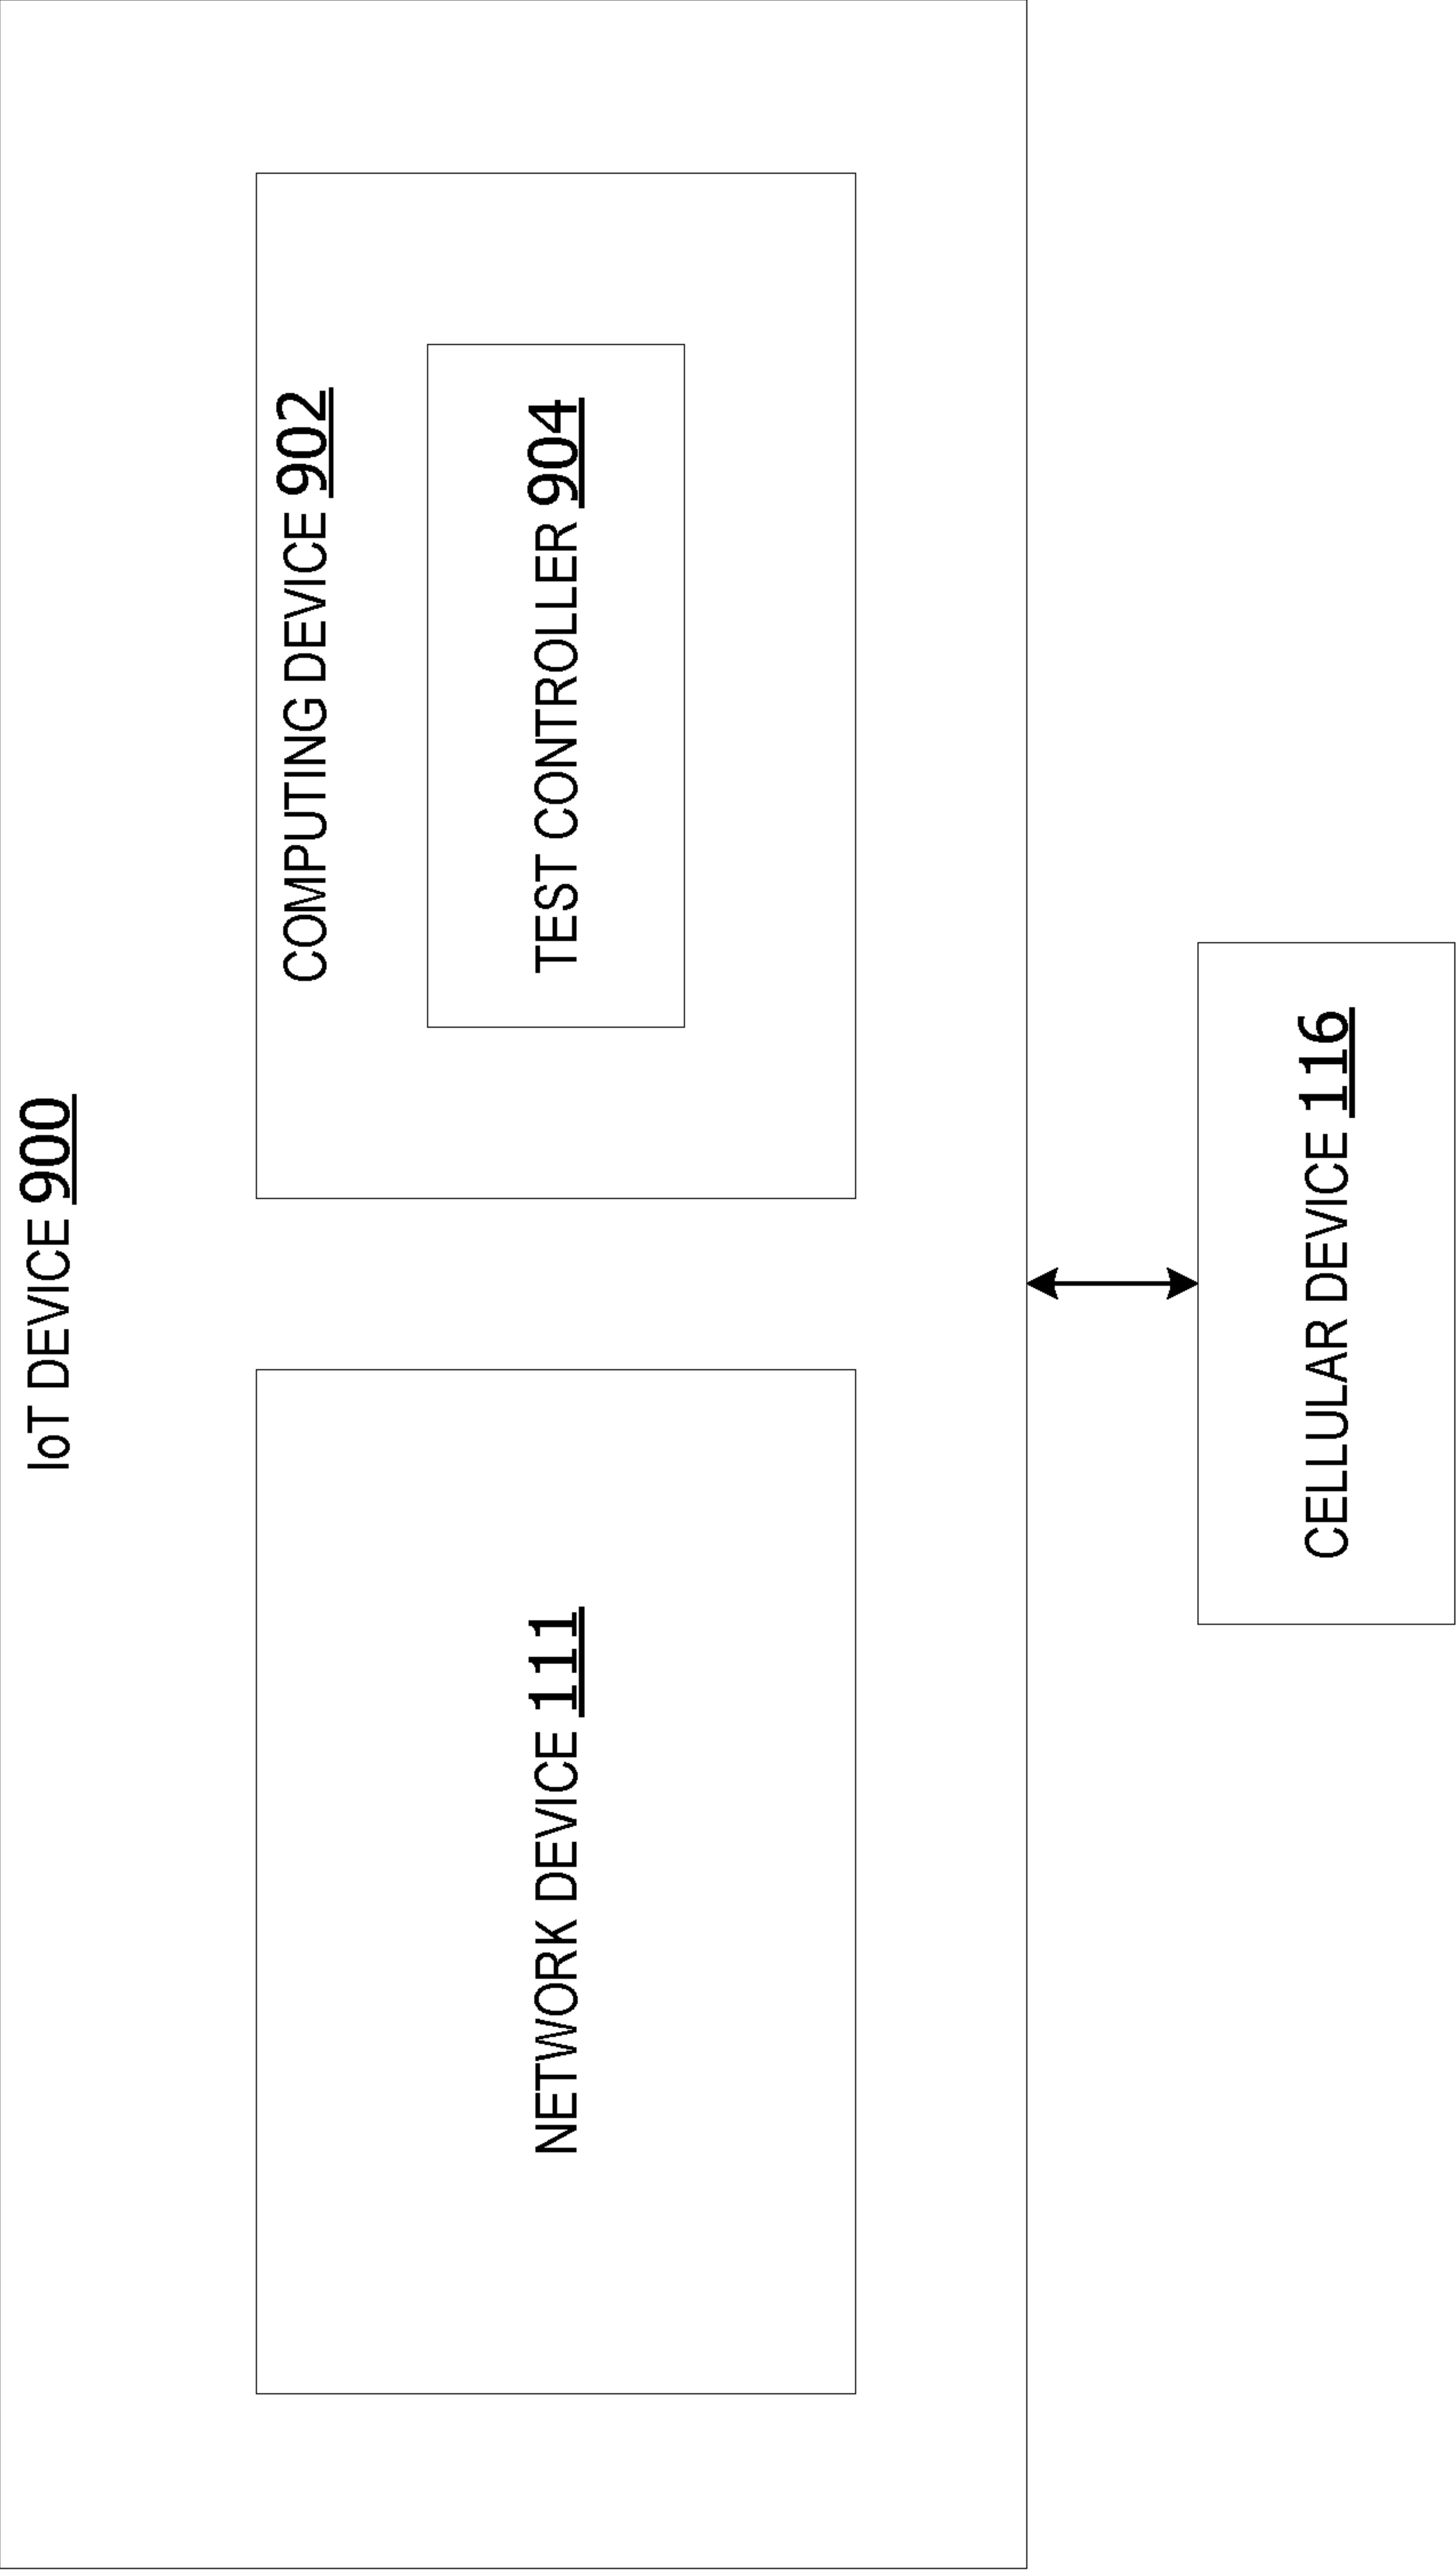 IoT DEVICE 900
NETWORK DEVICE 111
COMPUTING DEVICE 902
TEST CONTROLLER 904
CELLULAR DEVICE 116